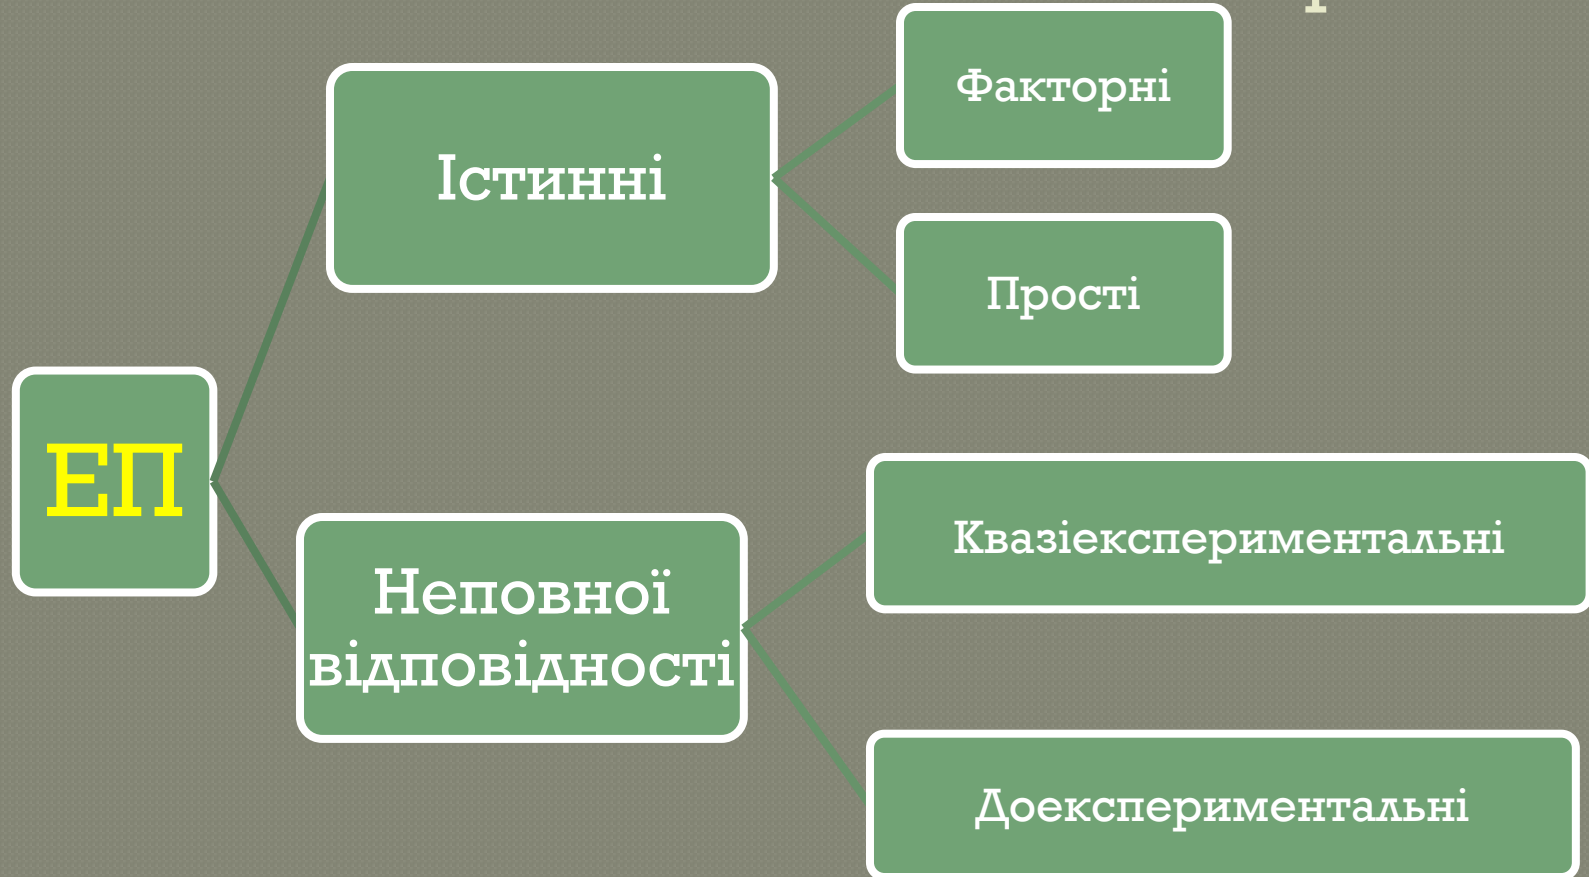 Факторні
Істинні
Прості
ЕП
Квазіекспериментальні
Неповної
відповідності
Доекспериментальні